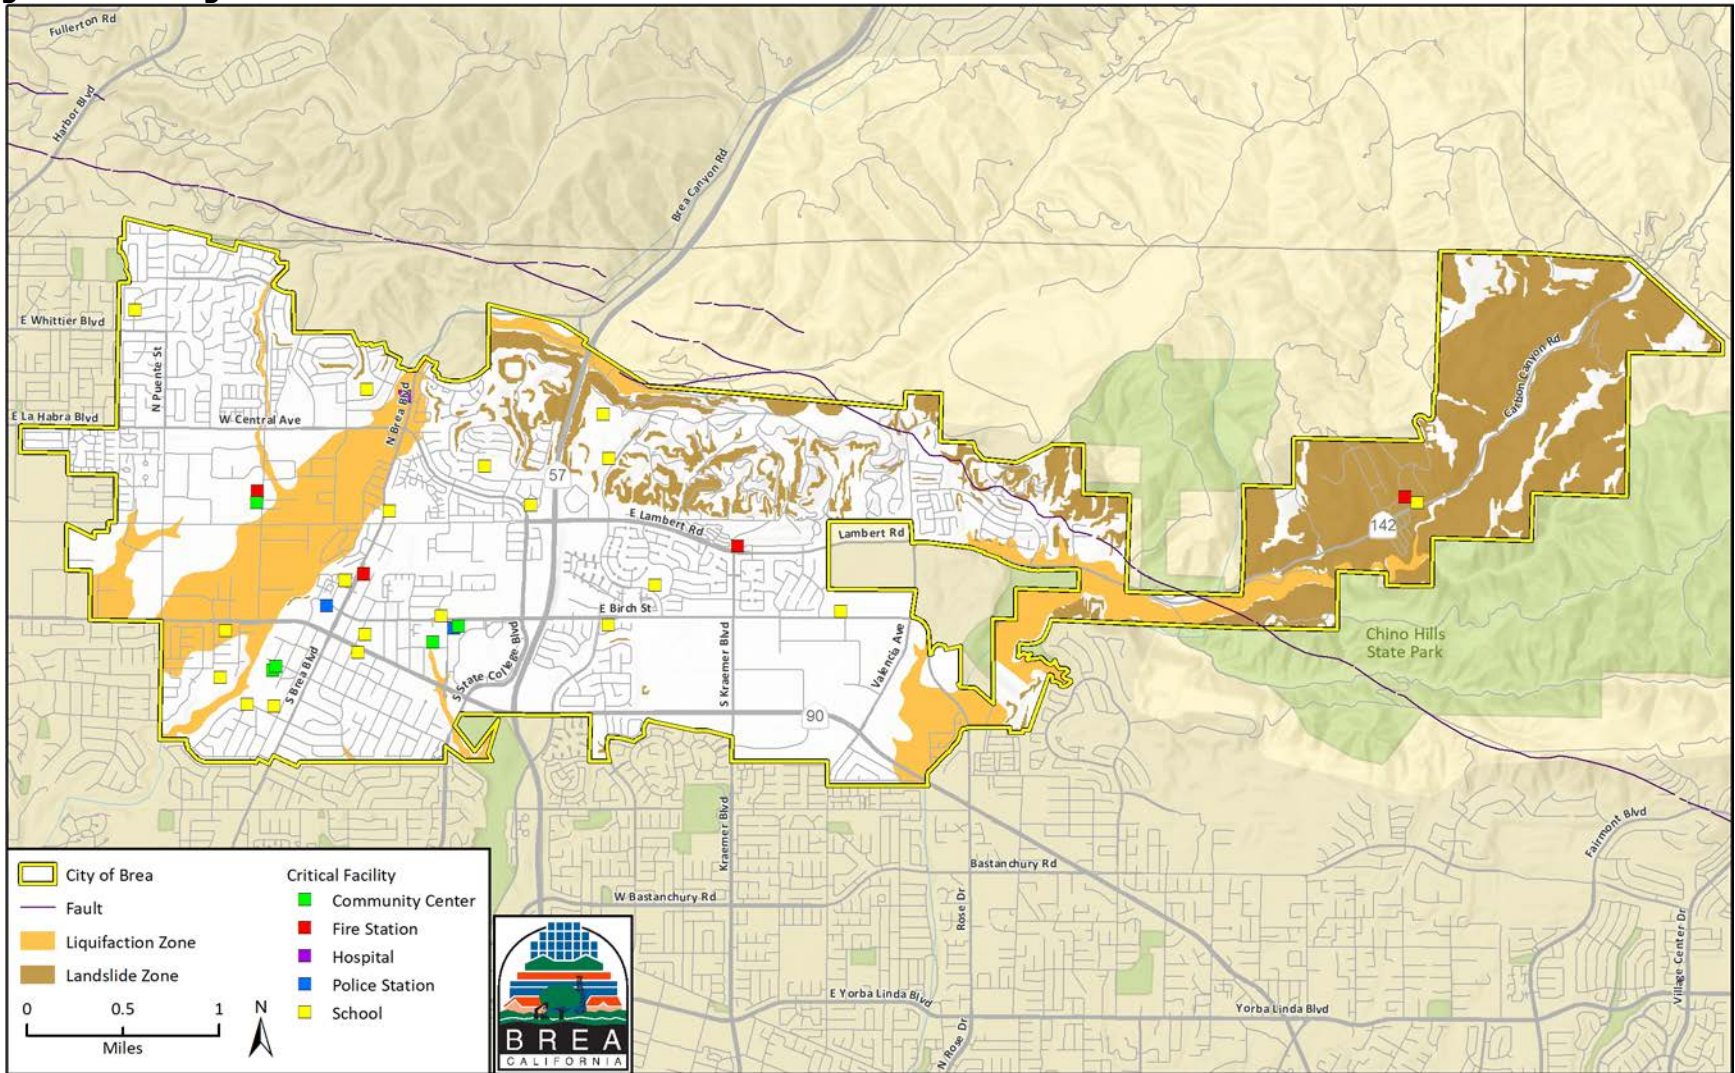 Fullerton Rd
Harbor Blvd
Brea Canyon Rd
E Whittier Blvd
N Puente St
E La Habra Blvd
W Central Ave
N Brea Blvd
Carbon Canyon Rd
57
E Lambert Rd
Lambert Rd
142
E Birch St
S Brea Blvd
S State College Blvd
S Kraemer Blvd
Valencia Ave
Chino Hills
State Park
90
Kraemer Blvd
Bastanchury Rd
W Bastanchury Rd
Rose Dr
Fairmont Blvd
Village Center Dr
E Yorba Linda Blvd
Yorba Linda Blvd
N Rose Dr
City of Brea
Fault
Liquifaction Zone
Landslide Zone
0 0.5 1
Miles
N
Critical Facility
Community Center
Fire Station
Hospital
Police Station
School
BREA
CALIFORNIA